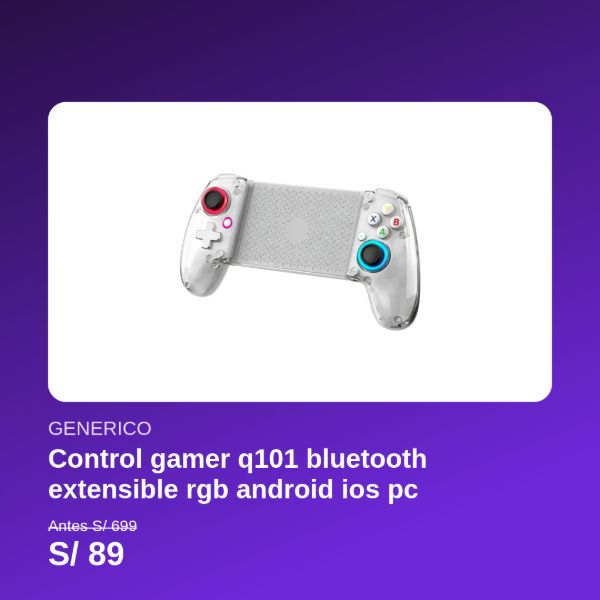 X
Y
B
A
GENERICO
Control gamer q101 bluetooth
extensible rgb android ios pc
Antes S/ 699
S/ 89